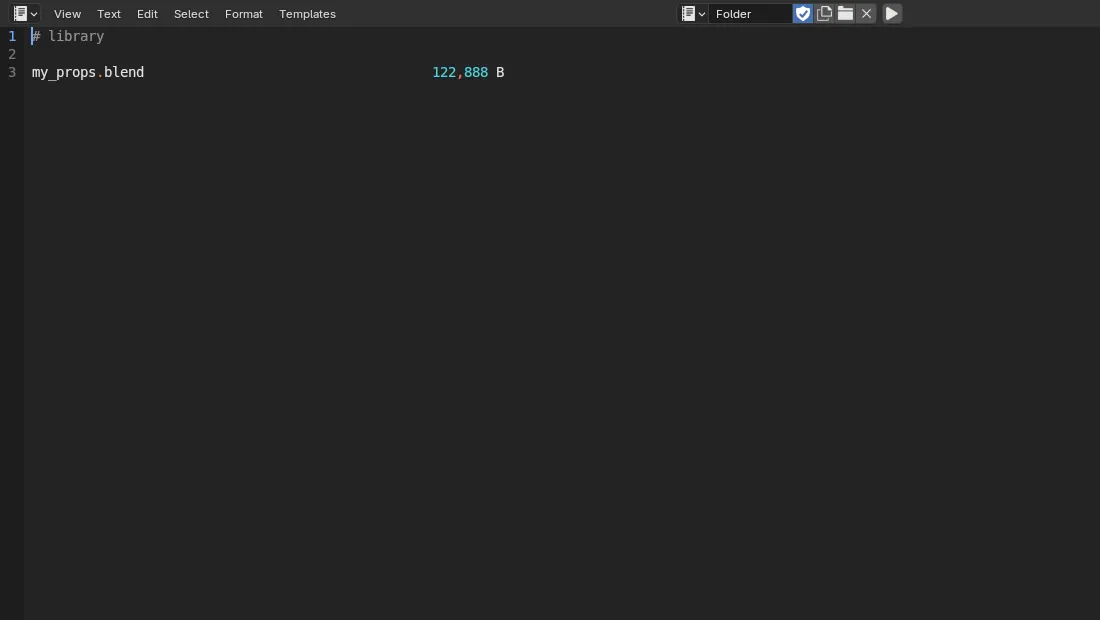 View Text Edit Select Format Templates Folder
1 # library
2
3 my_props.blend 122,888 B